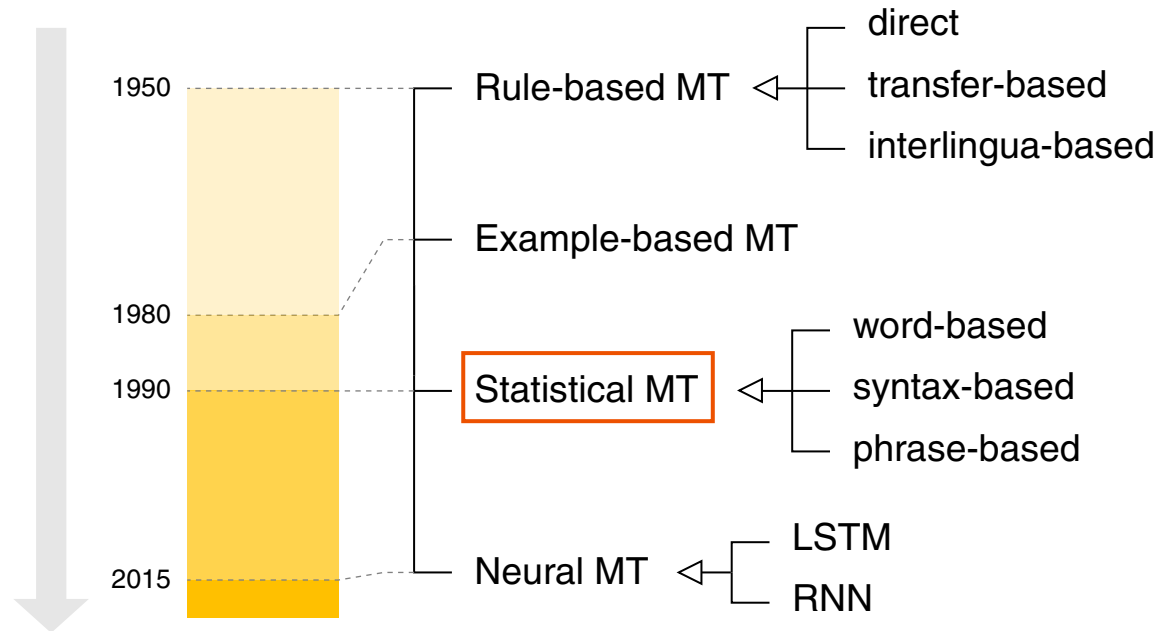 direct
1950
Rule-based MT
transfer-based
interlingua-based
Example-based MT
1980
word-based
1990
Statistical MT
syntax-based
phrase-based
LSTM
2015
Neural MT
RNN